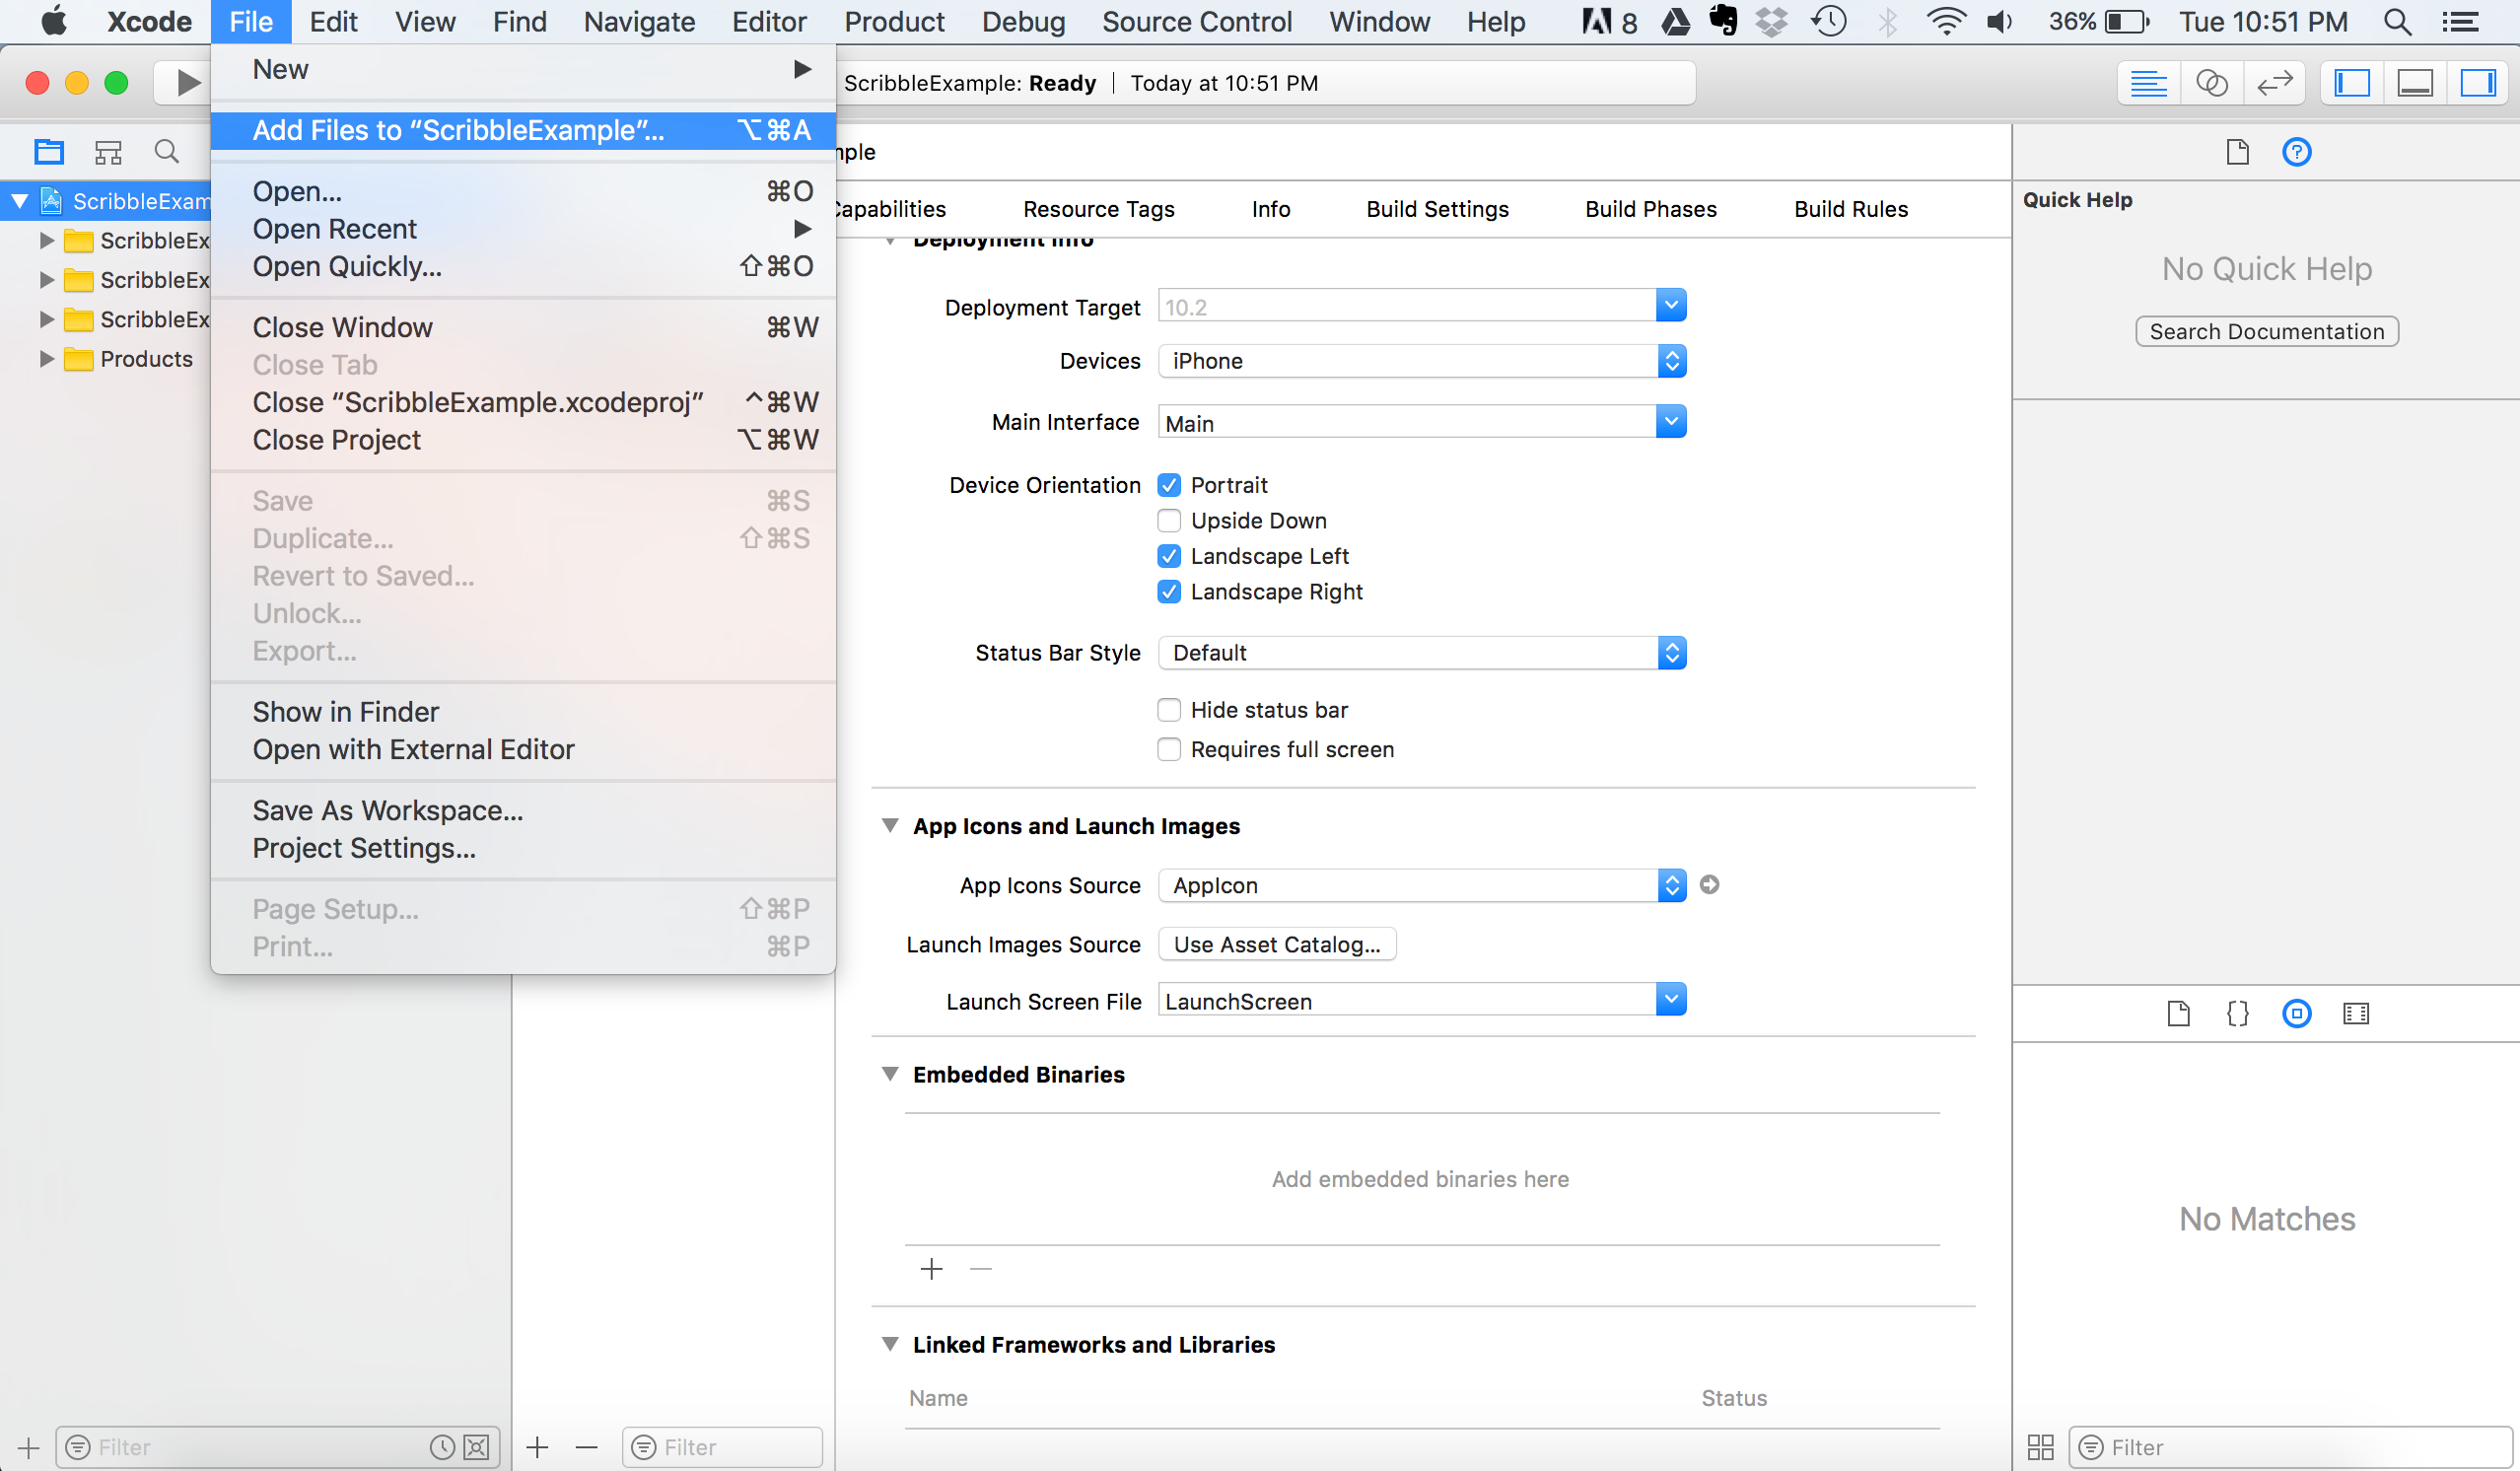 Xcode File Edit View Find Navigate Editor Product Debug Source Control Window Help 8 36% Tue 10:51 PM
ScribbleExample: Ready | Today at 10:51 PM
New
Add Files to “ScribbleExample”... ⌥⌘A
Open... ⌘O
Open Recent
Open Quickly... ⇧⌘O
Close Window ⌘W
Close Tab
Close “ScribbleExample.xcodeproj” ^⌘W
Close Project ⌥⌘W
Save ⌘S
Duplicate... ⇧⌘S
Revert to Saved...
Unlock...
Export...
Show in Finder
Open with External Editor
Save As Workspace...
Project Settings...
Page Setup... ⇧⌘P
Print... ⌘P
ScribbleExam
ScribbleEx
ScribbleEx
ScribbleEx
Products
Filter
Filter
mple
Capabilities Resource Tags Info Build Settings Build Phases Build Rules
Deployment Info
Deployment Target 10.2
Devices iPhone
Main Interface Main
Device Orientation Portrait
Upside Down
Landscape Left
Landscape Right
Status Bar Style Default
Hide status bar
Requires full screen
App Icons and Launch Images
App Icons Source AppIcon
Launch Images Source Use Asset Catalog...
Launch Screen File LaunchScreen
Embedded Binaries
Add embedded binaries here
Linked Frameworks and Libraries
Name Status
Quick Help
No Quick Help
Search Documentation
No Matches
Filter